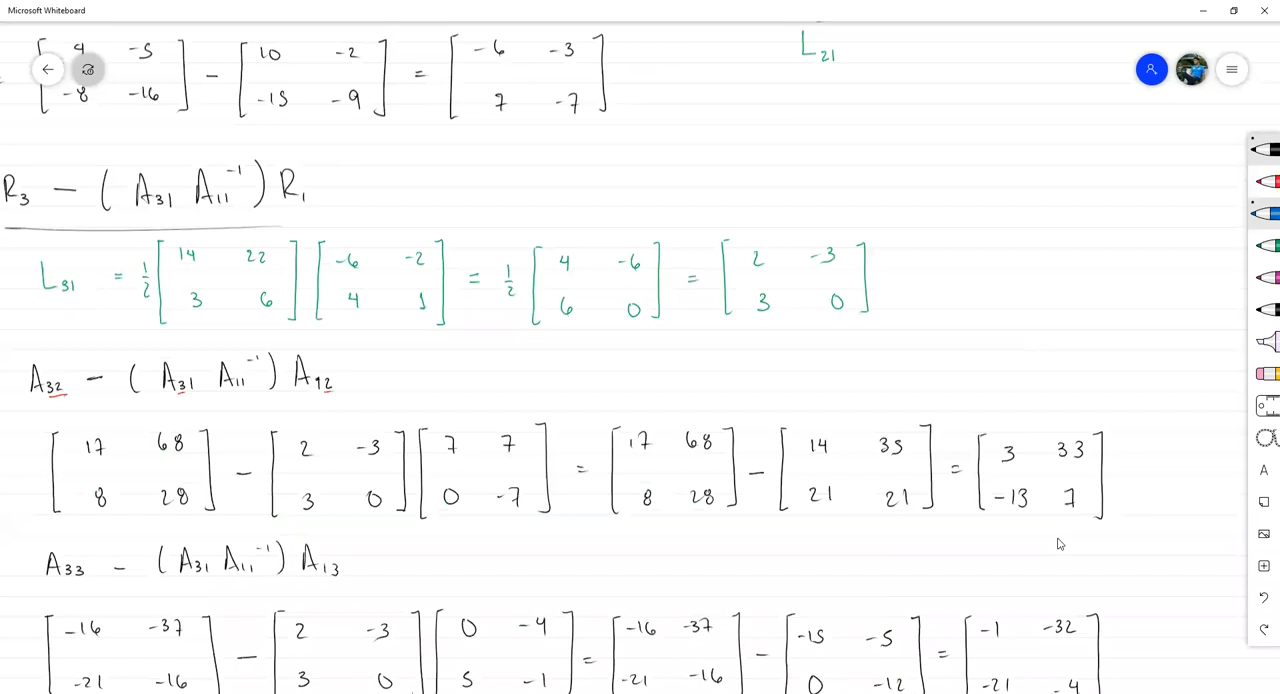 Microsoft Whiteboard
[ 4 -5 ; -8 -16 ] - [ 10 -2 ; -15 -9 ] = [ -6 -3 ; 7 -7 ]
L21
R3 - ( A31 A11^-1 ) R1
L31 = 1/2 [ 14 22 ; 3 6 ] [ -6 -2 ; 4 1 ] = 1/2 [ 4 -6 ; 6 0 ] = [ 2 -3 ; 3 0 ]
A32 - ( A31 A11^-1 ) A12
[ 17 68 ; 8 28 ] - [ 2 -3 ; 3 0 ] [ 7 7 ; 0 -7 ] = [ 17 68 ; 8 28 ] - [ 14 35 ; 21 21 ] = [ 3 33 ; -13 7 ]
A33 - ( A31 A11^-1 ) A13
[ -16 -37 ; -21 -16 ] - [ 2 -3 ; 3 0 ] [ 0 -4 ; 5 -1 ] = [ -16 -37 ; -21 -16 ] - [ -15 -5 ; 0 -12 ] = [ -1 -32 ; -21 -4 ]